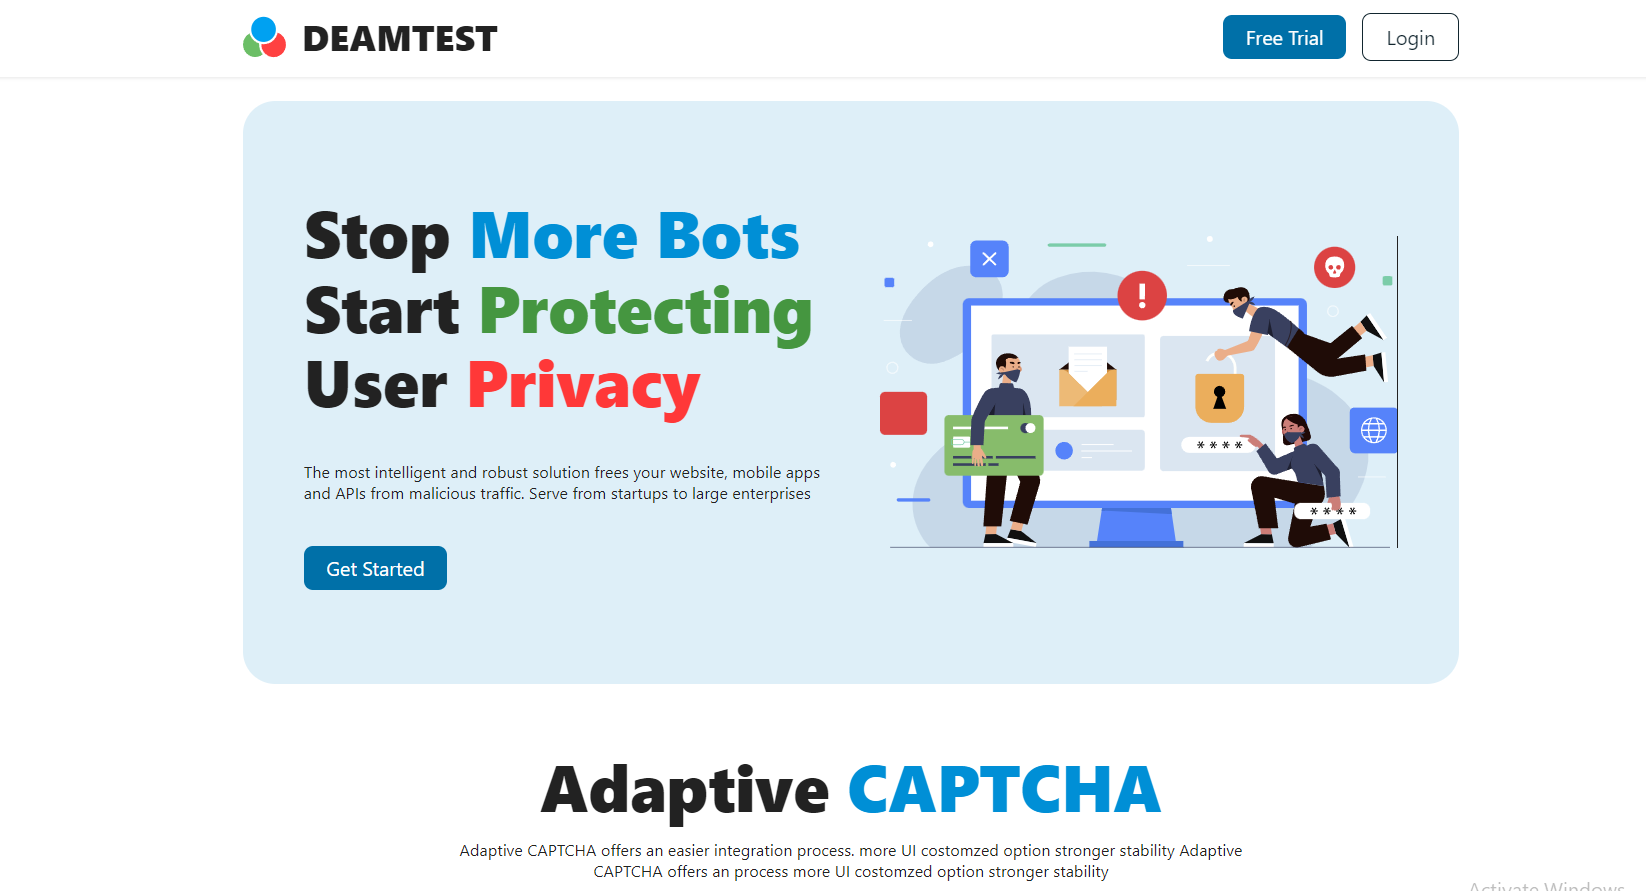 DEAMTEST
Free Trial
Login
Stop More Bots
Start Protecting
User Privacy
The most intelligent and robust solution frees your website, mobile apps
and APIs from malicious traffic. Serve from startups to large enterprises
Get Started
!
* * * *
* * * *
Adaptive CAPTCHA
Adaptive CAPTCHA offers an easier integration process. more UI costomzed option stronger stability Adaptive
CAPTCHA offers an process more UI costomzed option stronger stability
Activate Windows